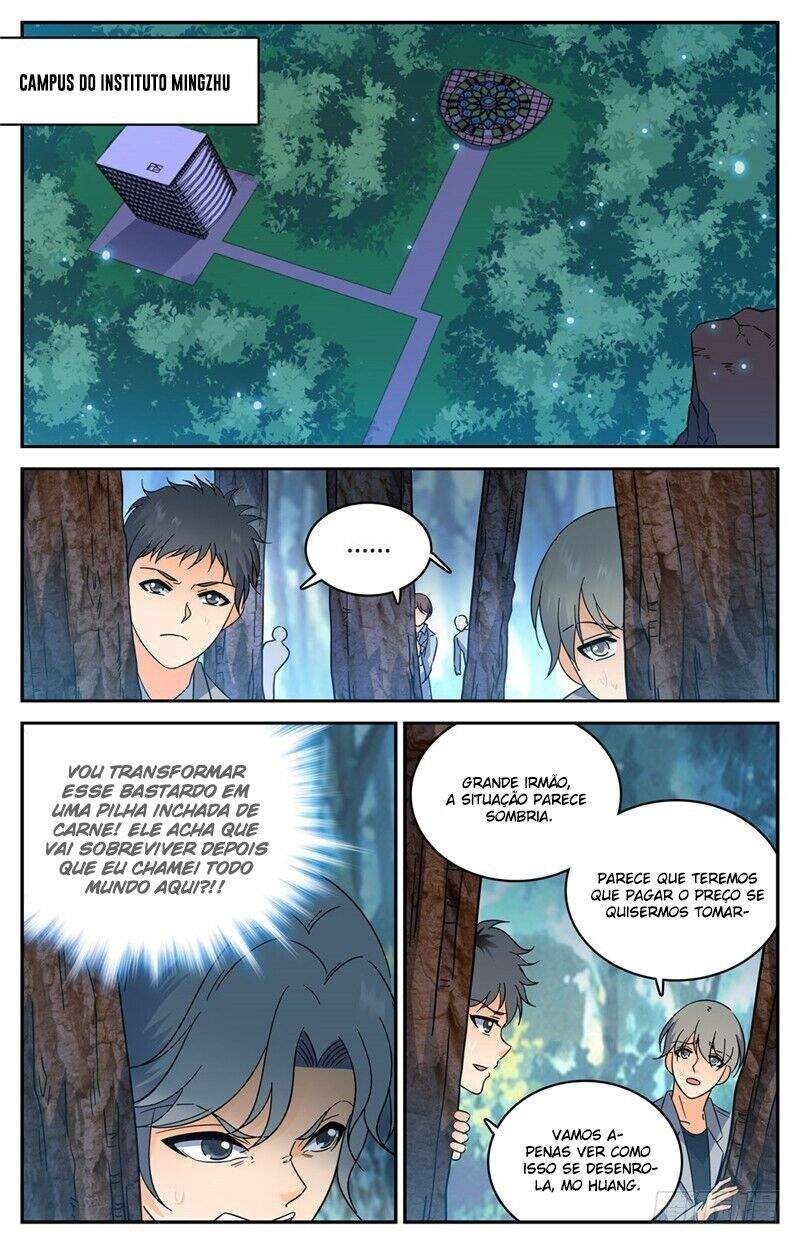 CAMPUS DO INSTITUTO MINGZHU
......
VOU TRANSFORMAR
ESSE BASTARDO EM
UMA PILHA INCHADA DE
CARNE! ELE ACHA QUE
VAI SOBREVIVER DEPOIS
QUE EU CHAMEI TODO
MUNDO AQUI?!!
GRANDE IRMÃO,
A SITUAÇÃO PARECE
SOMBRIA.
PARECE QUE TEREMOS
QUE PAGAR O PREÇO SE
QUISERMOS TOMAR-
VAMOS A-
PENAS VER COMO
ISSO SE DESENRO-
LA, MO HUANG.